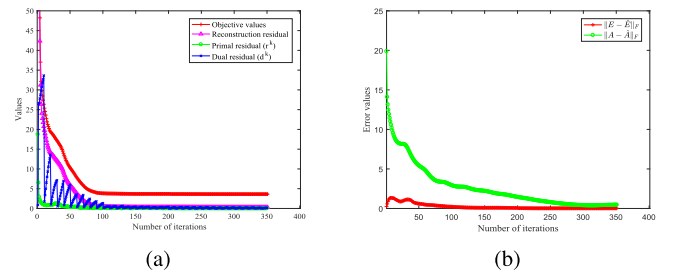 50
45
40
35
30
25
20
15
10
5
0
Values
0 50 100 150 200 250 300 350 400
Number of iterations
Objective values
Reconstruction residual
Primal residual (r^k)
Dual residual (d^k)
(a)
25
20
15
10
5
0
Error values
50 100 150 200 250 300 350 400
Number of iterations
‖E − Ê‖_F
‖A − Â‖_F
(b)